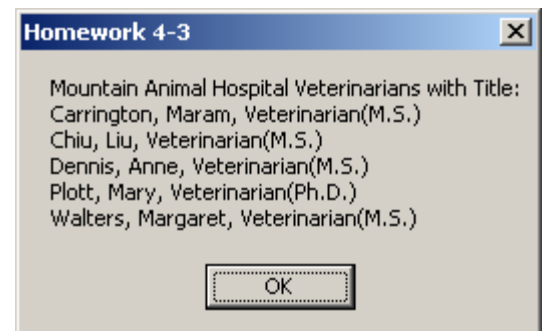 Homework 4-3
Mountain Animal Hospital Veterinarians with Title:
Carrington, Maram, Veterinarian(M.S.)
Chiu, Liu, Veterinarian(M.S.)
Dennis, Anne, Veterinarian(M.S.)
Plott, Mary, Veterinarian(Ph.D.)
Walters, Margaret, Veterinarian(M.S.)
OK